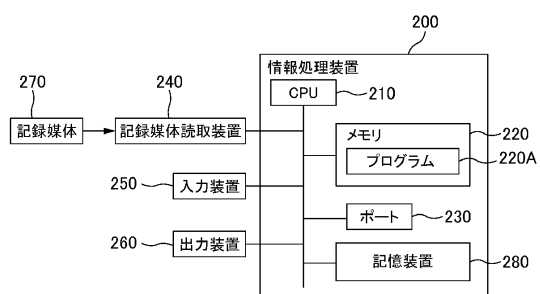 200
情報処理装置
270
240
CPU
210
記録媒体
記録媒体読取装置
メモリ
220
プログラム
220A
250
入力装置
ポート
230
260
出力装置
記憶装置
280